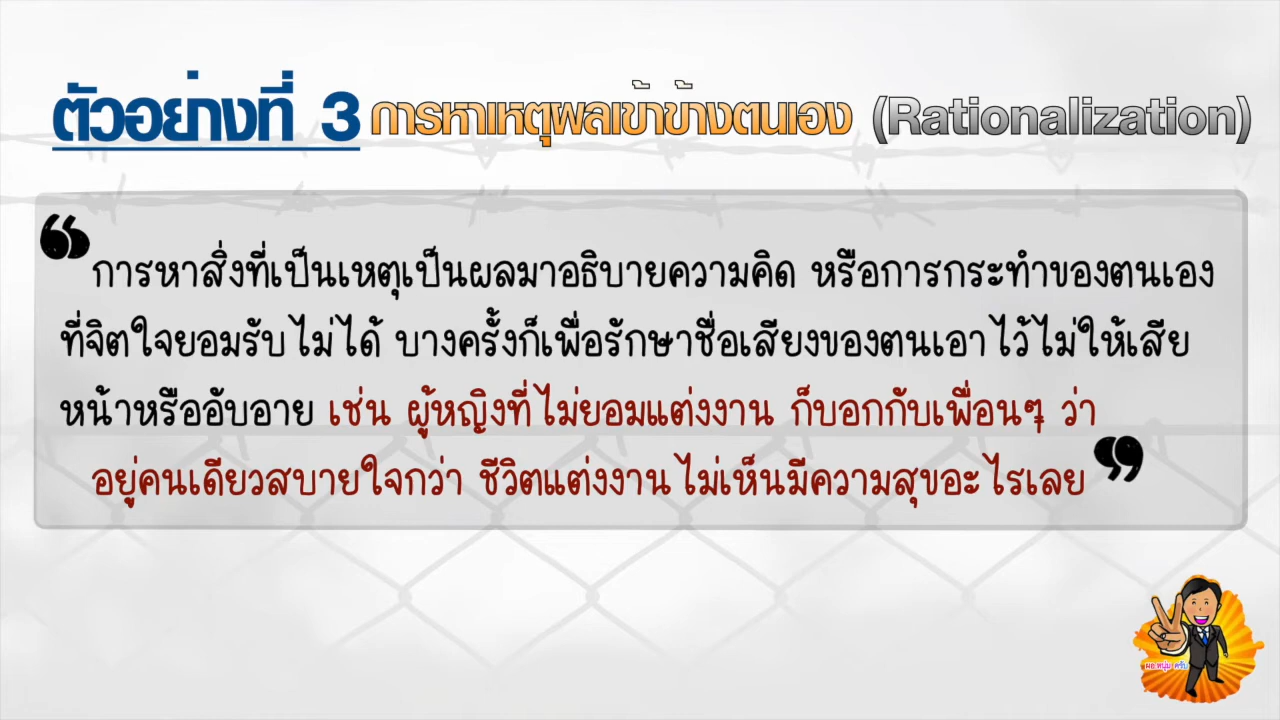 ตัวอย่างที่ 3 การหาเหตุผลเข้าข้างตนเอง (Rationalization)
“ การหาสิ่งที่เป็นเหตุเป็นผลมาอธิบายความคิด หรือการกระทำของตนเอง
ที่จิตใจยอมรับไม่ได้ บางครั้งก็เพื่อรักษาชื่อเสียงของตนเอาไว้ไม่ให้เสีย
หน้าหรืออับอาย เช่น ผู้หญิงที่ไม่ยอมแต่งงาน ก็บอกกับเพื่อนๆ ว่า
อยู่คนเดียวสบายใจกว่า ชีวิตแต่งงานไม่เห็นมีความสุขอะไรเลย ”
หมอหนุ่ม ครับ